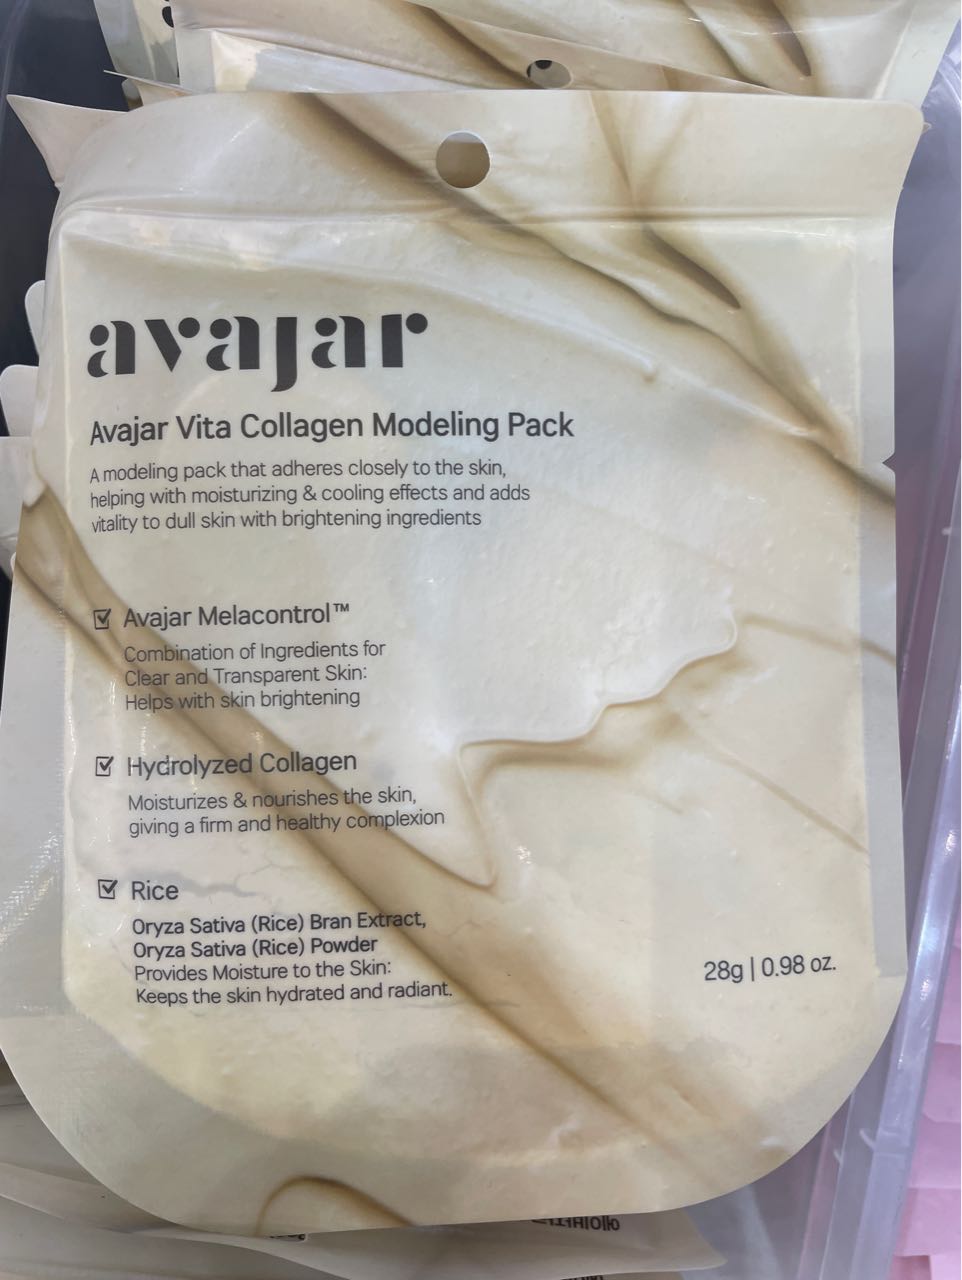 avajar
Avajar Vita Collagen Modeling Pack
A modeling pack that adheres closely to the skin,
helping with moisturizing & cooling effects and adds
vitality to dull skin with brightening ingredients
Avajar Melacontrol™
Combination of Ingredients for
Clear and Transparent Skin:
Helps with skin brightening
Hydrolyzed Collagen
Moisturizes & nourishes the skin,
giving a firm and healthy complexion
Rice
Oryza Sativa (Rice) Bran Extract,
Oryza Sativa (Rice) Powder
Provides Moisture to the Skin:
Keeps the skin hydrated and radiant.
28g | 0.98 oz.